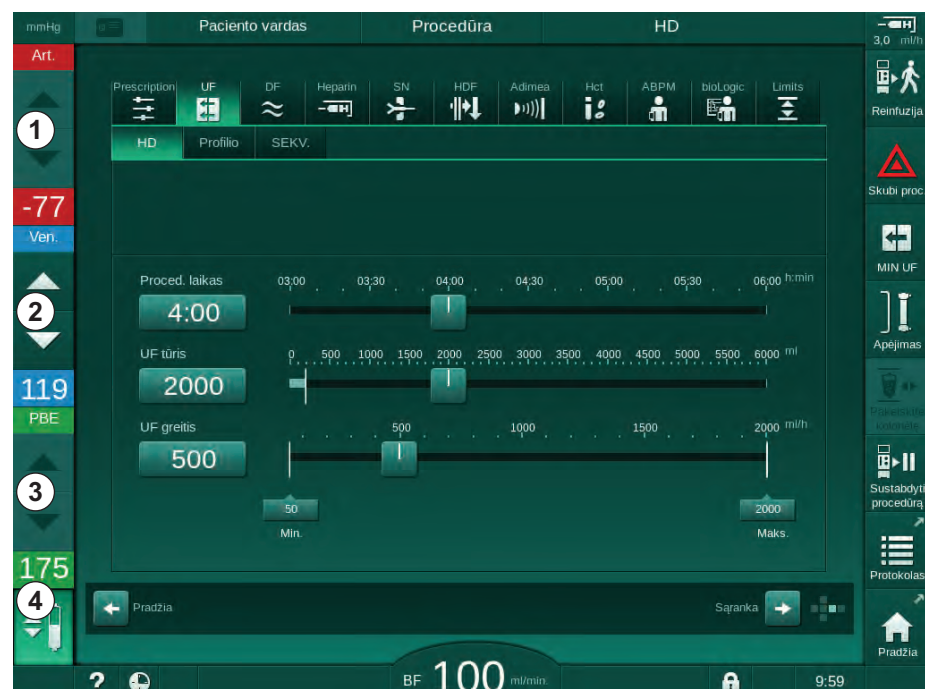 mmHg
Paciento vardas
Procedūra
HD
3,0 ml/h
Art.
1
-77
Ven.
2
119
PBE
3
175
4
Prescription
UF
DF
Heparin
SN
HDF
Adimea
Hct
ABPM
bioLogic
Limits
HD
Profilio
SEKV.
Proced. laikas
03:00 03:30 04:00 04:30 05:00 05:30 06:00 h:min
4:00
UF tūris
0 500 1000 1500 2000 2500 3000 3500 4000 4500 5000 5500 6000 ml
2000
UF greitis
500 1000 1500 2000 ml/h
500
50
Min.
2000
Maks.
Pradžia
Sąranka
Reinfuzija
Skubi proc.
MIN UF
Apėjimas
Sustabdyti
procedūrą
Protokolas
Pradžia
?
BF 100 ml/min
9:59